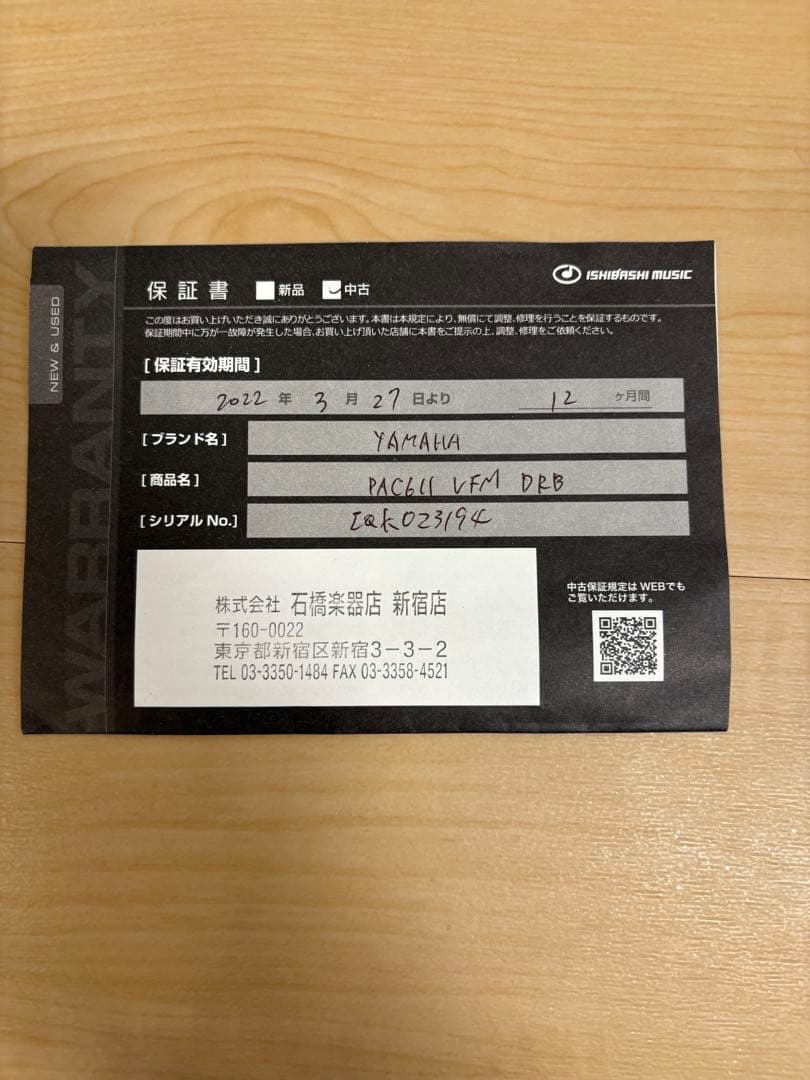 NEW & USED
WARRANTY
保証書 新品 中古
ISHIBASHI MUSIC
この度はお買い上げいただき誠にありがとうございます。本書は本規定により、無償にて調整、修理を行うことを保証するものです。
保証期間中に万が一故障が発生した場合、お買い上げ頂いた店舗に本書をご提示の上、調整、修理をご依頼ください。
[保証有効期間]
2022 年 3 月 27 日より 12 ヶ月間
[ブランド名] YAMAHA
[商品名] PAC611 VFM DRB
[シリアル No.] IQK023194
株式会社 石橋楽器店 新宿店
〒160-0022
東京都新宿区新宿3-3-2
TEL 03-3350-1484 FAX 03-3358-4521
中古保証規定は WEBでも
ご覧いただけます。